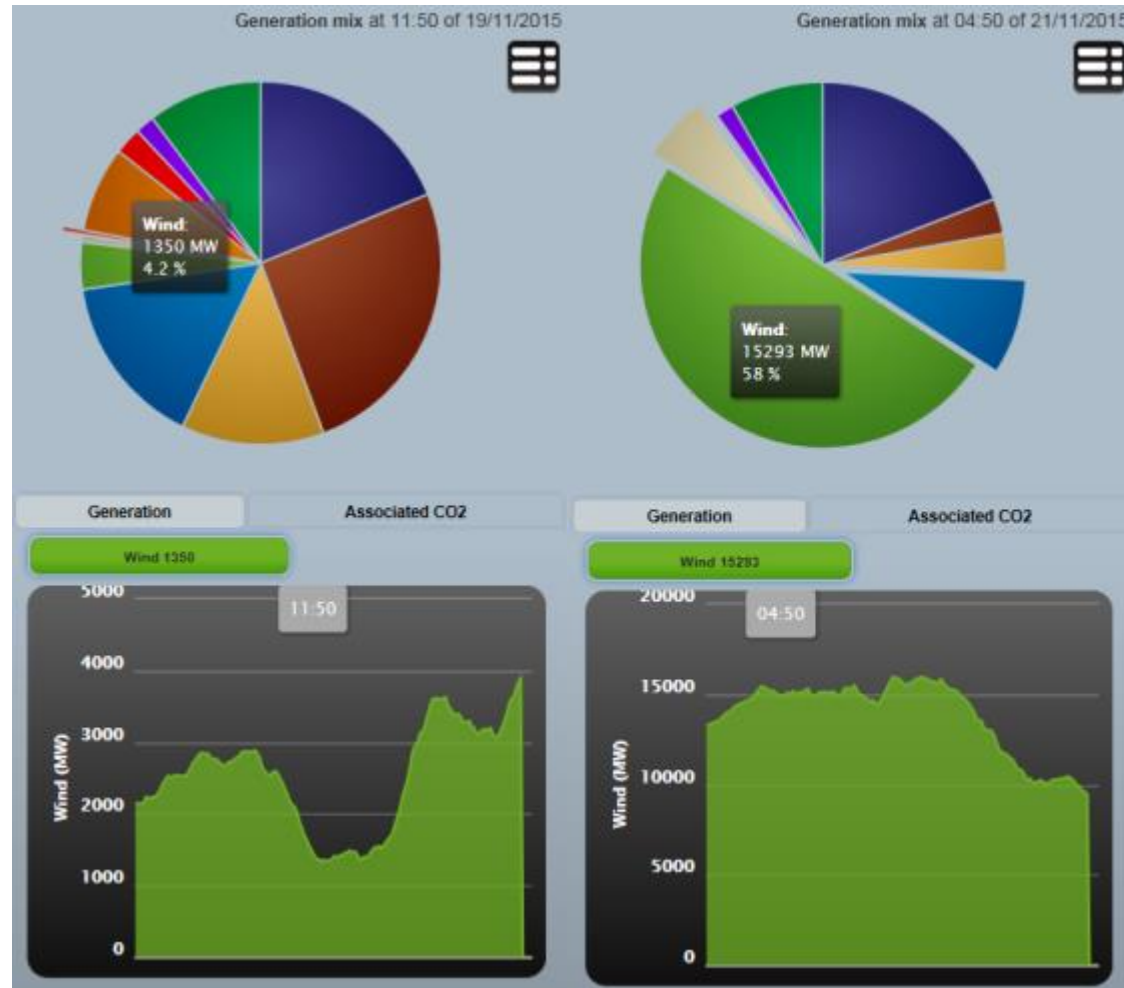 Generation mix at 11:50 of 19/11/2015
Wind:
1350 MW
4.2 %
Generation
Associated CO2
Wind 1350
5000
11:50
4000
3000
2000
1000
0
Wind (MW)
Generation mix at 04:50 of 21/11/2015
Wind:
15293 MW
58 %
Generation
Associated CO2
Wind 15293
20000
04:50
15000
10000
5000
0
Wind (MW)